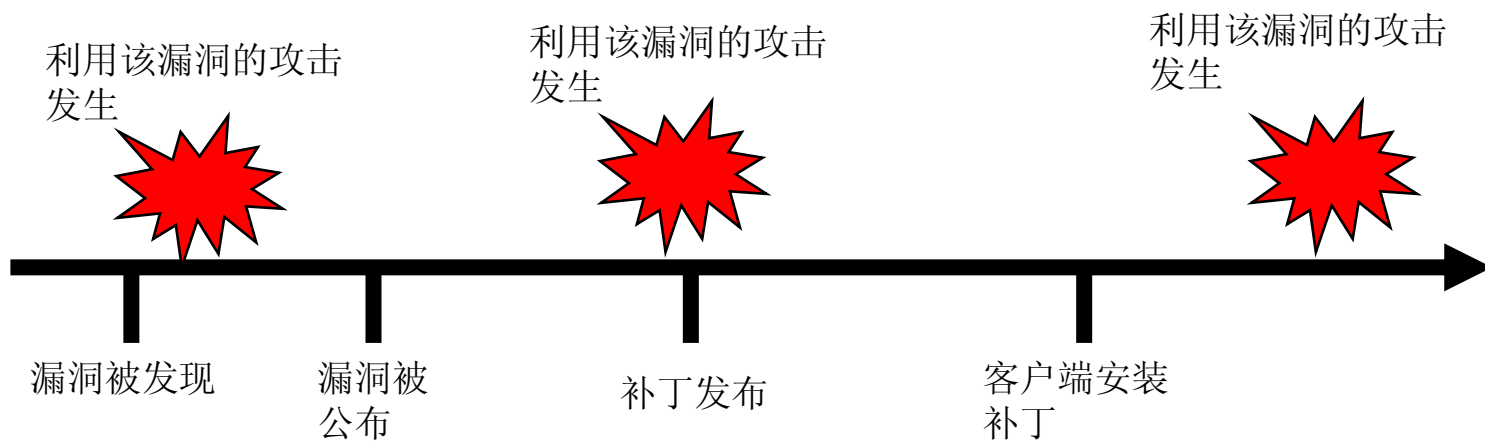 利用该漏洞的攻击
发生
利用该漏洞的攻击
发生
利用该漏洞的攻击
发生
漏洞被发现
漏洞被
公布
补丁发布
客户端安装
补丁